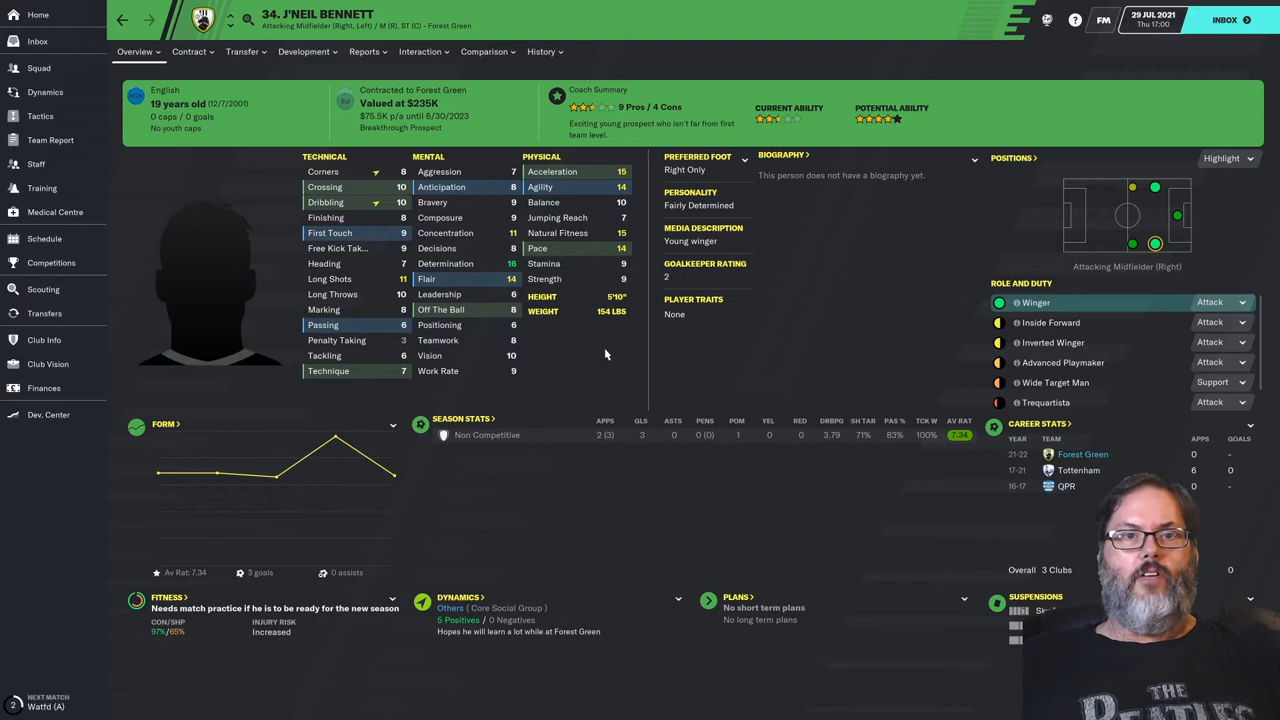 Home
Inbox
Squad
Dynamics
Tactics
Team Report
Staff
Training
Medical Centre
Schedule
Competitions
Scouting
Transfers
Club Info
Club Vision
Finances
Dev. Center
2 NEXT MATCH
Watfd (A)
34. J'NEIL BENNETT
Attacking Midfielder (Right, Left) / M (R), ST (C) - Forest Green
FM 29 JUL 2021
Thu 17:00
INBOX
Overview Contract Transfer Development Reports Interaction Comparison History
English
19 years old (12/7/2001)
0 caps / 0 goals
No youth caps
Contracted to Forest Green
Valued at $235K
$75.5K p/a until 6/30/2023
Breakthrough Prospect
Coach Summary
9 Pros / 4 Cons
Exciting young prospect who isn't far from first
team level.
CURRENT ABILITY
POTENTIAL ABILITY
TECHNICAL
Corners 8
Crossing 10
Dribbling 10
Finishing 8
First Touch 9
Free Kick Tak... 9
Heading 7
Long Shots 11
Long Throws 10
Marking 8
Passing 6
Penalty Taking 3
Tackling 6
Technique 7
MENTAL
Aggression 7
Anticipation 8
Bravery 9
Composure 9
Concentration 11
Decisions 8
Determination 16
Flair 14
Leadership 6
Off The Ball 8
Positioning 6
Teamwork 8
Vision 10
Work Rate 9
PHYSICAL
Acceleration 15
Agility 14
Balance 10
Jumping Reach 7
Natural Fitness 15
Pace 14
Stamina 9
Strength 9
HEIGHT 5'10"
WEIGHT 154 LBS
PREFERRED FOOT
Right Only
PERSONALITY
Fairly Determined
MEDIA DESCRIPTION
Young winger
GOALKEEPER RATING
2
PLAYER TRAITS
None
BIOGRAPHY
This person does not have a biography yet.
POSITIONS
Highlight
Attacking Midfielder (Right)
ROLE AND DUTY
Winger Attack
Inside Forward Attack
Inverted Winger Attack
Advanced Playmaker Attack
Wide Target Man Support
Trequartista Attack
FORM
Av Rat: 7.34 3 goals 0 assists
SEASON STATS APPS GLS ASTS PENS POM YEL RED DRBPG SH TAR PAS % TCK W AV RAT
Non Competitive 2 (3) 3 0 0 (0) 1 0 0 3.79 71% 83% 100% 7.34
CAREER STATS
YEAR TEAM APPS GOALS
21-22 Forest Green 0 -
17-21 Tottenham 6 0
16-17 QPR 0 -
Overall 3 Clubs 0
FITNESS
Needs match practice if he is to be ready for the new season
CON/SHP
97%/65%
INJURY RISK
Increased
DYNAMICS
Others ( Core Social Group )
5 Positives / 0 Negatives
Hopes he will learn a lot while at Forest Green
PLANS
No short term plans
No long term plans
SUSPENSIONS
THE